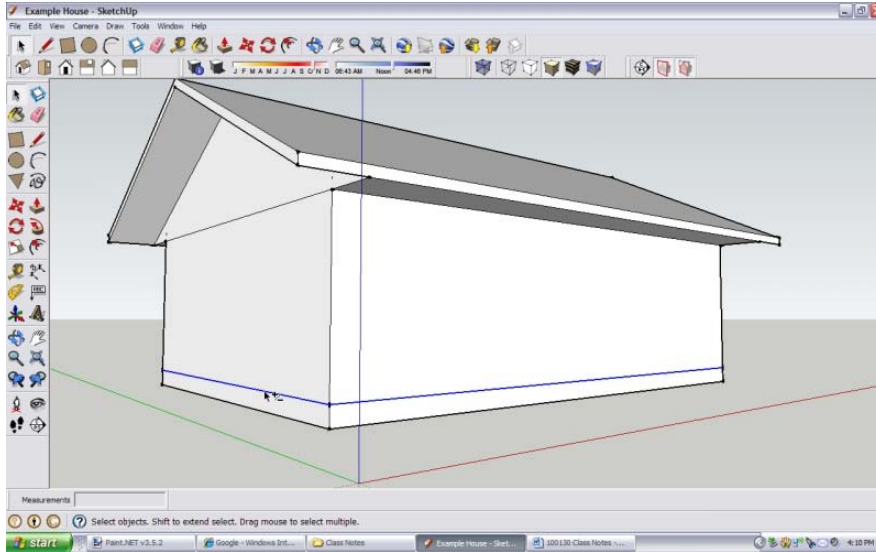 Example House - SketchUp
File Edit View Camera Draw Tools Window Help
J F M A M J J A S O N D 06:43 AM Noon 04:46 PM
Measurements
Select objects. Shift to extend select. Drag mouse to select multiple.
start Paint.NET v3.5.2 Google - Windows Int... Class Notes Example House - Sket... 100130 Class Notes -... 4:10 PM